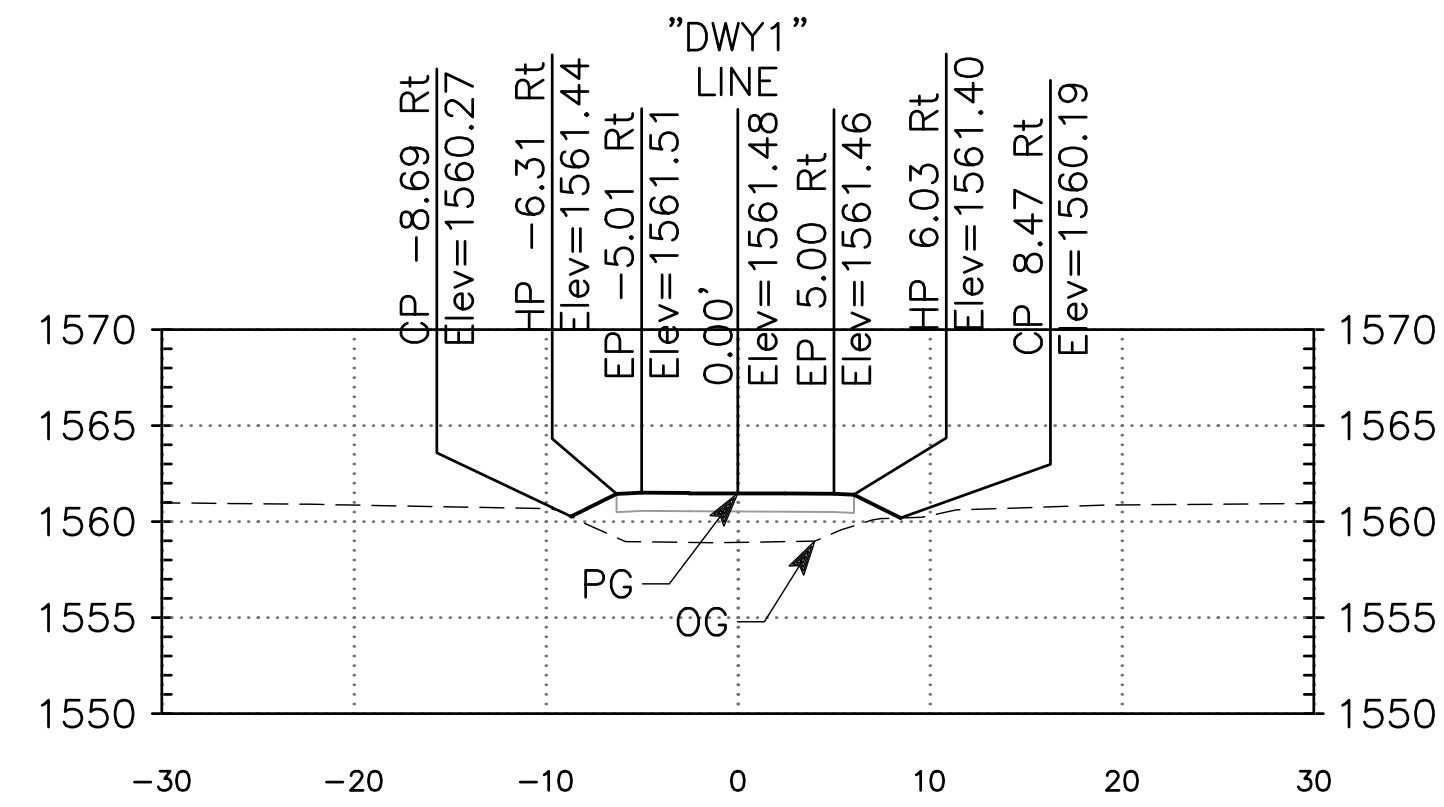 "DWY1"
LINE
CP -8.69 Rt
Elev=1560.27
HP -6.31 Rt
Elev=1561.44
EP -5.01 Rt
Elev=1561.51
0.00'
Elev=1561.48
EP 5.00 Rt
Elev=1561.46
HP 6.03 Rt
Elev=1561.40
CP 8.47 Rt
Elev=1560.19
1570 1570
1565 1565
1560 1560
PG
OG
1555 1555
1550 1550
-30 -20 -10 0 10 20 30